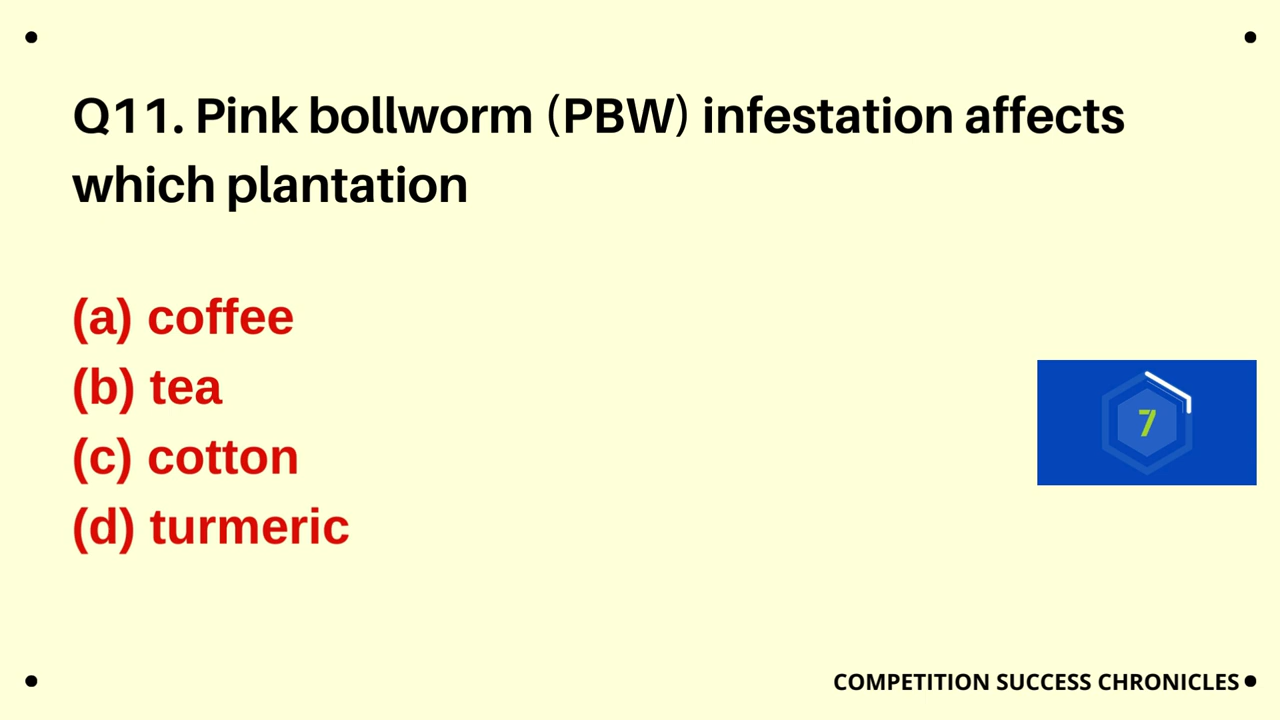 Q11. Pink bollworm (PBW) infestation affects
which plantation
(a) coffee
(b) tea
(c) cotton
(d) turmeric
7
COMPETITION SUCCESS CHRONICLES